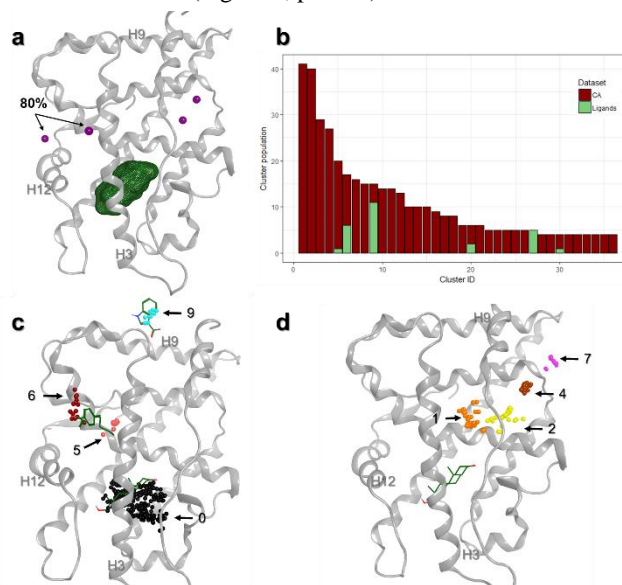 a
H9
80%
H12
H3
b
Cluster population
40
30
20
10
0
Dataset
CA
Ligands
0
10
20
30
Cluster ID
c
9
H9
6
5
H12
0
H3
d
H9
7
4
1
2
H12
H3